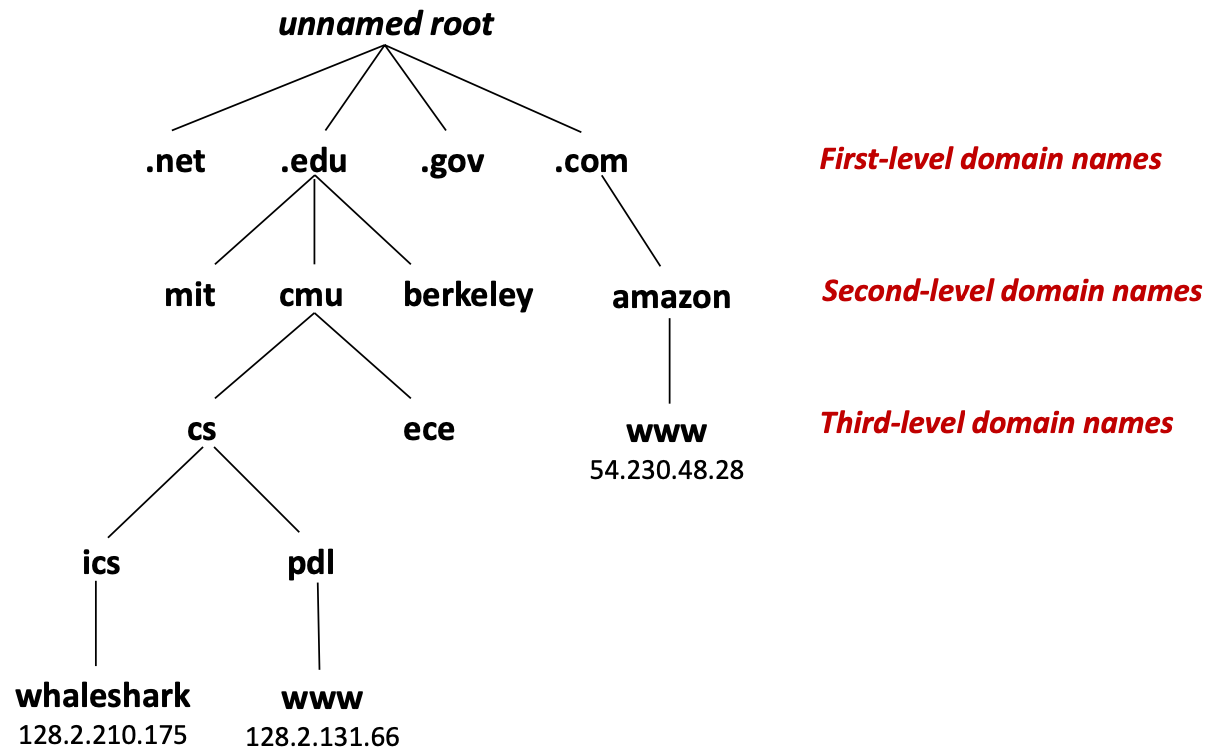 unnamed root
.net .edu .gov .com First-level domain names
mit cmu berkeley amazon Second-level domain names
cs ece www Third-level domain names
54.230.48.28
ics pdl
whaleshark www
128.2.210.175 128.2.131.66